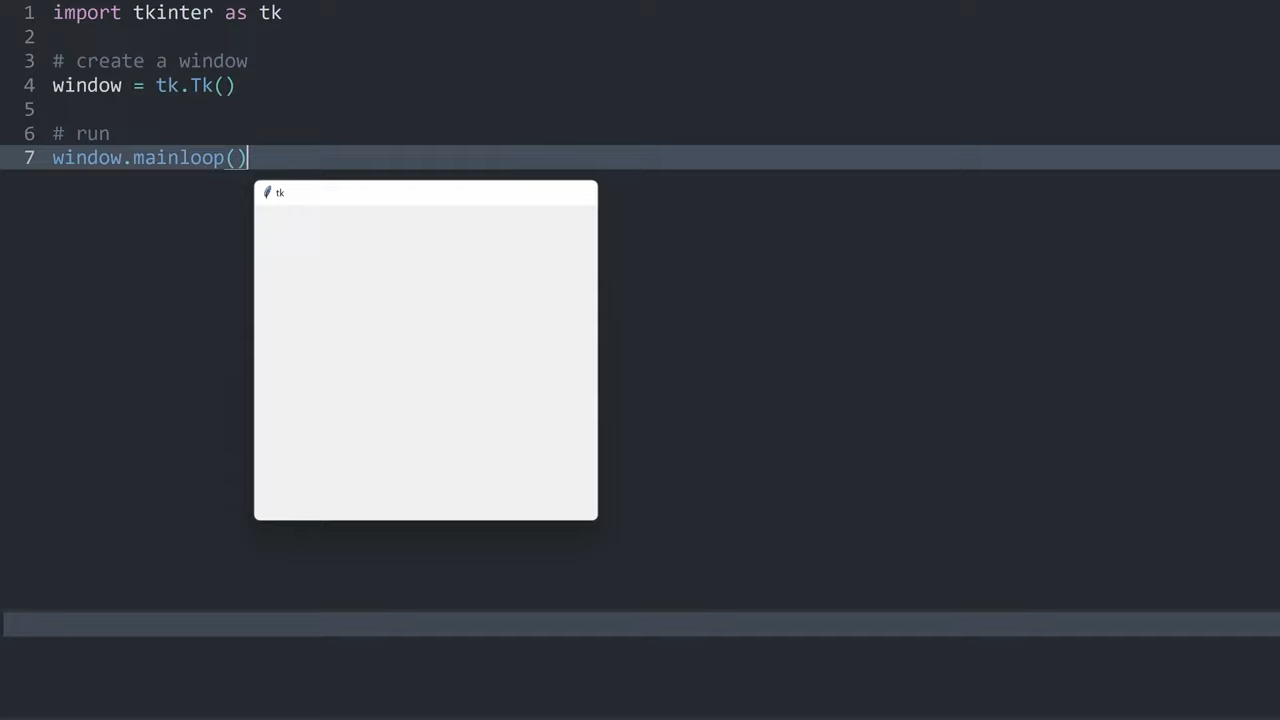 1 import tkinter as tk
2
3 # create a window
4 window = tk.Tk()
5
6 # run
7 window.mainloop()
tk